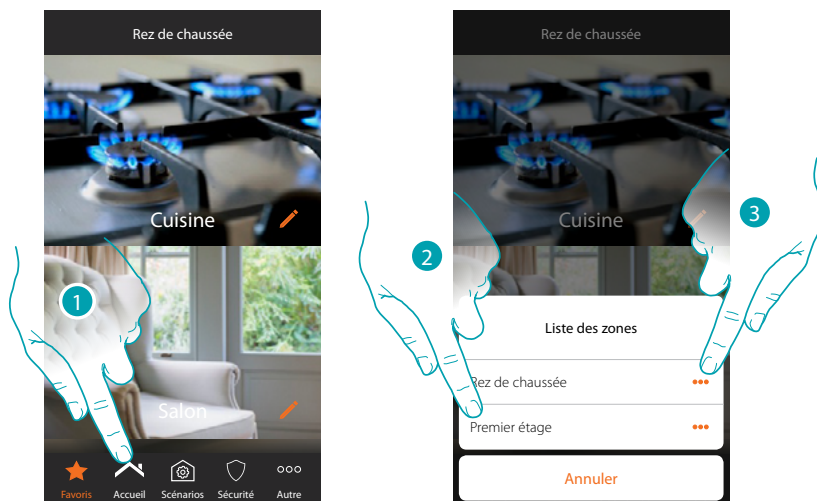 Rez de chaussée
Cuisine
1
Salon
Favoris
Accueil
Scénarios
Sécurité
Autre
Rez de chaussée
Cuisine
2
3
Liste des zones
Rez de chaussée
Premier étage
Annuler